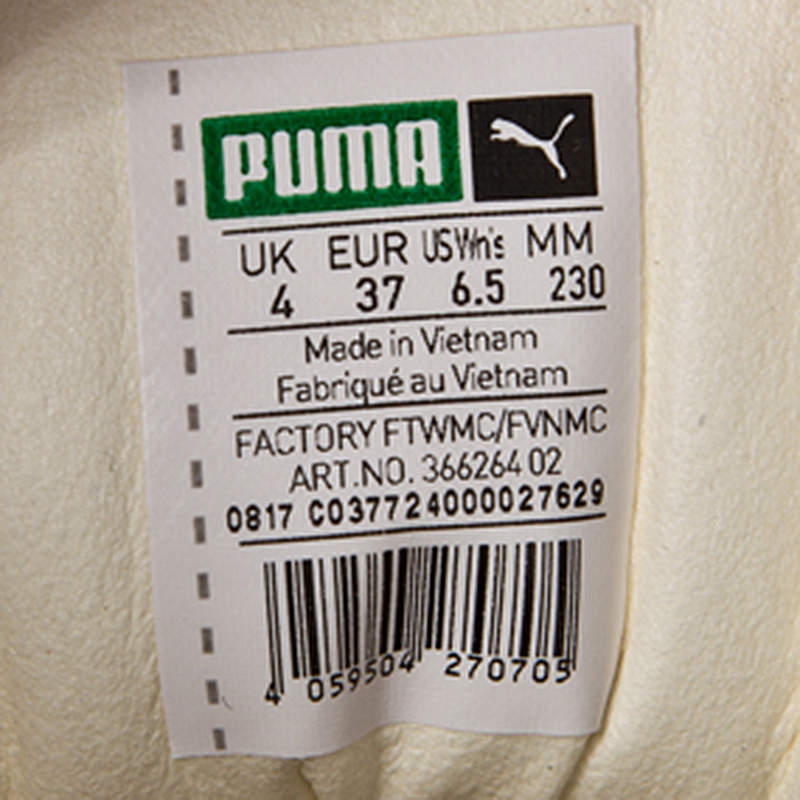 PUMA
UK EUR US Wn's MM
4 37 6.5 230
Made in Vietnam
Fabriqué au Vietnam
FACTORY FTWMC/FVNMC
ART.NO. 366264 02
0817 C037724000027629
4 059504 270705